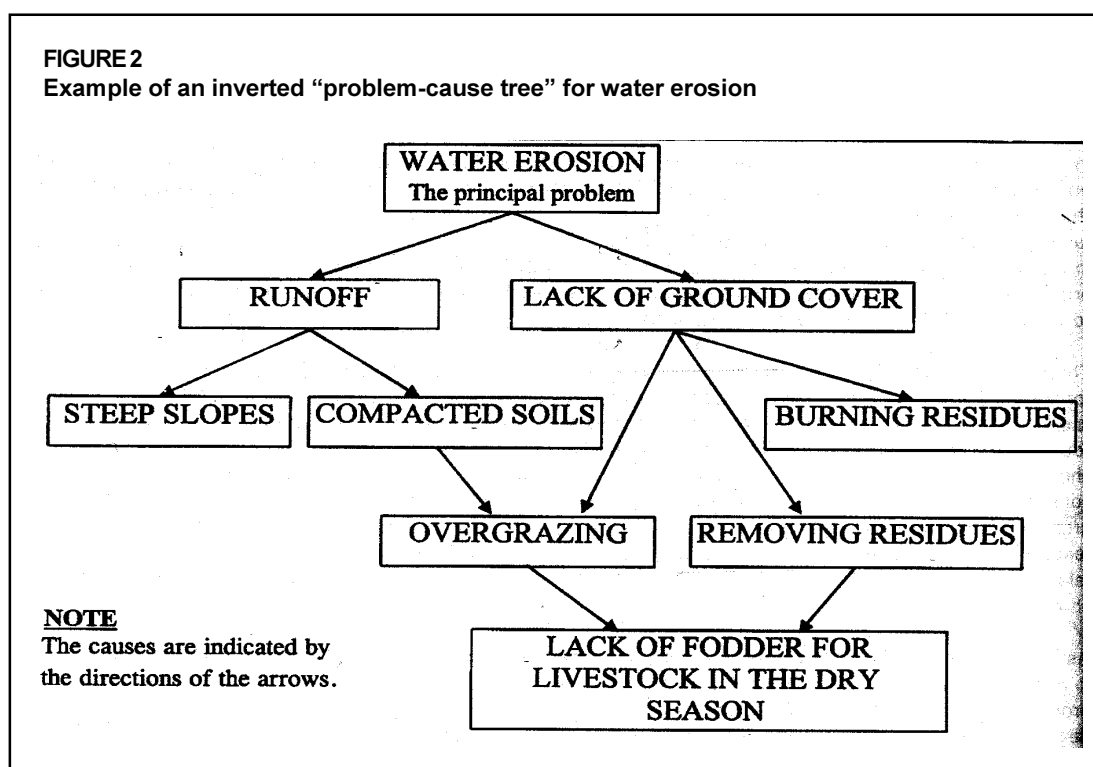 FIGURE 2
Example of an inverted “problem-cause tree” for water erosion
WATER EROSION
The principal problem
RUNOFF
LACK OF GROUND COVER
STEEP SLOPES
COMPACTED SOILS
BURNING RESIDUES
OVERGRAZING
REMOVING RESIDUES
LACK OF FODDER FOR
LIVESTOCK IN THE DRY
SEASON
NOTE
The causes are indicated by
the directions of the arrows.